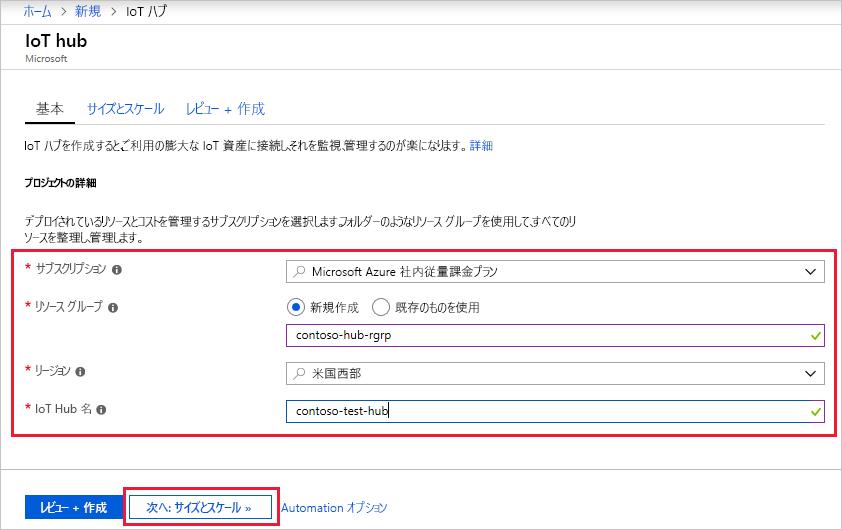 ホーム > 新規 > IoT ハブ
IoT hub
Microsoft
基本 サイズとスケール レビュー + 作成
IoT ハブを作成するとご利用の膨大な IoT 資産に接続しそれを監視、管理するのが楽になります。詳細
プロジェクトの詳細
デプロイされているリソースとコストを管理するサブスクリプションを選択します。フォルダーのようなリソース グループを使用して、すべてのリ
ソースを整理し、管理します。
* サブスクリプション Microsoft Azure 社内従量課金プラン
* リソース グループ 新規作成 既存のものを使用
contoso-hub-rgrp
* リージョン 米国西部
* IoT Hub 名 contoso-test-hub
レビュー + 作成 次へ: サイズとスケール » Automation オプション